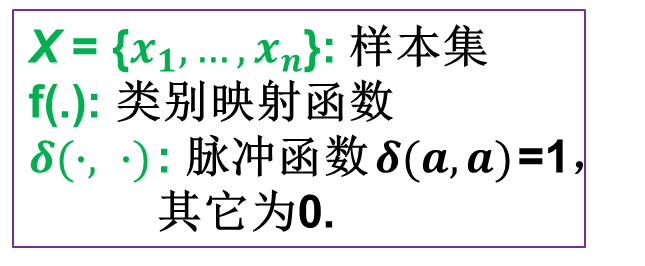 X = {x₁, …, xₙ}: 样本集
f(.): 类别映射函数
δ(·, ·): 脉冲函数δ(a, a)=1,
其它为0.